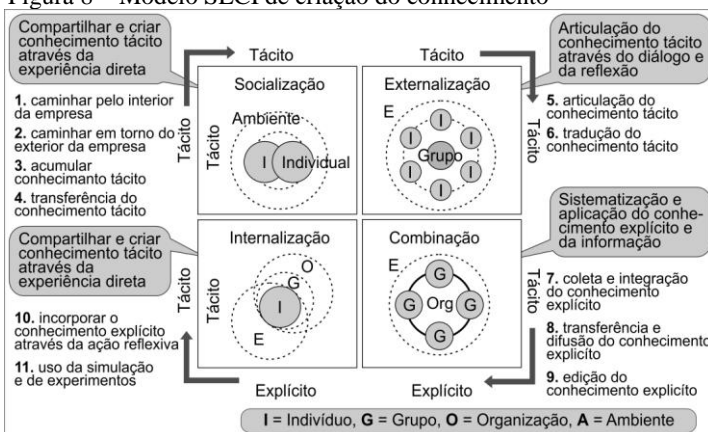 Figura 8 – Modelo SECI de criação do conhecimento
Compartilhar e criar
conhecimento tácito
através da
experiência direta
1. caminhar pelo interior
da empresa
2. caminhar em torno do
exterior da empresa
3. acumular
conhecimanto tácito
4. transferência do
conhecimento tácito
Tácito
Tácito
Tácito
Socialização
Ambiente
I
Individual
Tácito
Externalização
E
I
I
I
Grupo
I
I
I
Tácito
Articulação do
conhecimento tácito
através do diálogo e
da reflexão
5. articulação do
conhecimento tácito
6. tradução do
conhecimento tácito
Compartilhar e criar
conhecimento tácito
através da
experiência direta
10. incorporar o
conhecimento explícito
através da ação reflexiva
11. uso da simulação
e de experimentos
Tácito
Tácito
Internalização
O
G
I
E
Explícito
Combinação
E
G
G
Org
G
G
Explícito
Tácito
Sistematização e
aplicação do conhe-
cimento explícito e
da informação
7. coleta e integração
do conhecimento
explícito
8. transferência e
difusão do conhecimento
explicíto
9. edição do
conhecimento explicíto
I = Indivíduo, G = Grupo, O = Organização, A = Ambiente